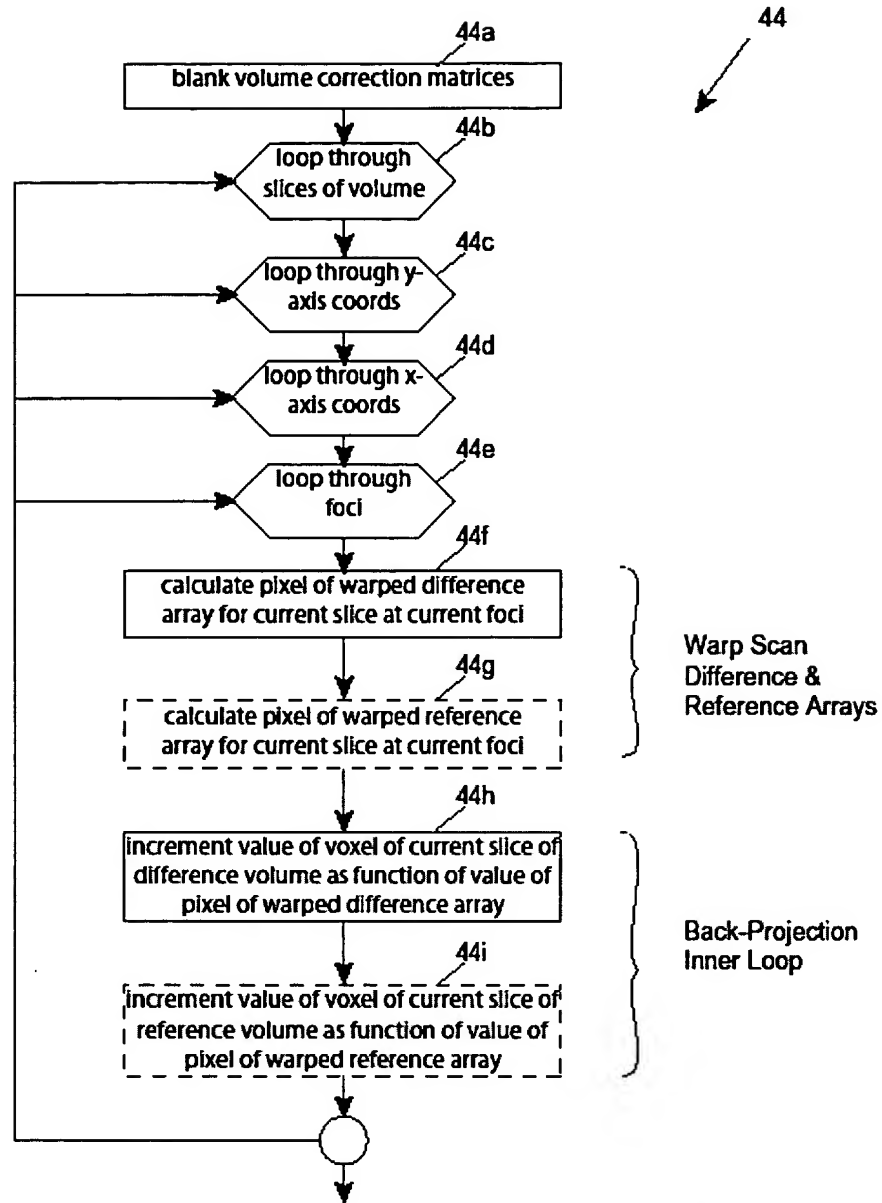 44
44a
blank volume correction matrices
44b
loop through
slices of volume
44c
loop through y-
axis coords
44d
loop through x-
axis coords
44e
loop through
foci
44f
calculate pixel of warped difference
array for current slice at current foci
44g
calculate pixel of warped reference
array for current slice at current foci
Warp Scan
Difference &
Reference Arrays
44h
increment value of voxel of current slice of
difference volume as function of value of
pixel of warped difference array
44i
increment value of voxel of current slice of
reference volume as function of value of
pixel of warped reference array
Back-Projection
Inner Loop